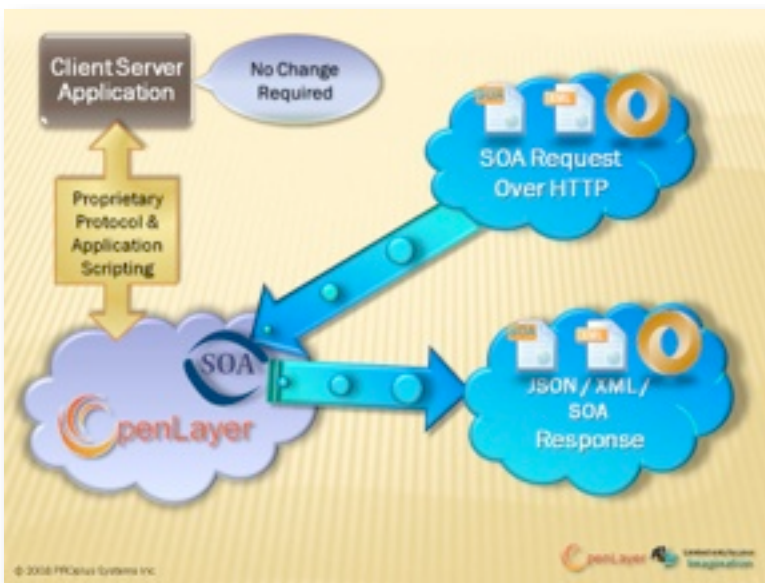 Client Server
Application
No Change
Required
SOA Request
Over HTTP
Proprietary
Protocol &
Application
Scripting
SOA
OpenLayer
JSON / XML /
SOA
Response
OpenLayer
Imagination